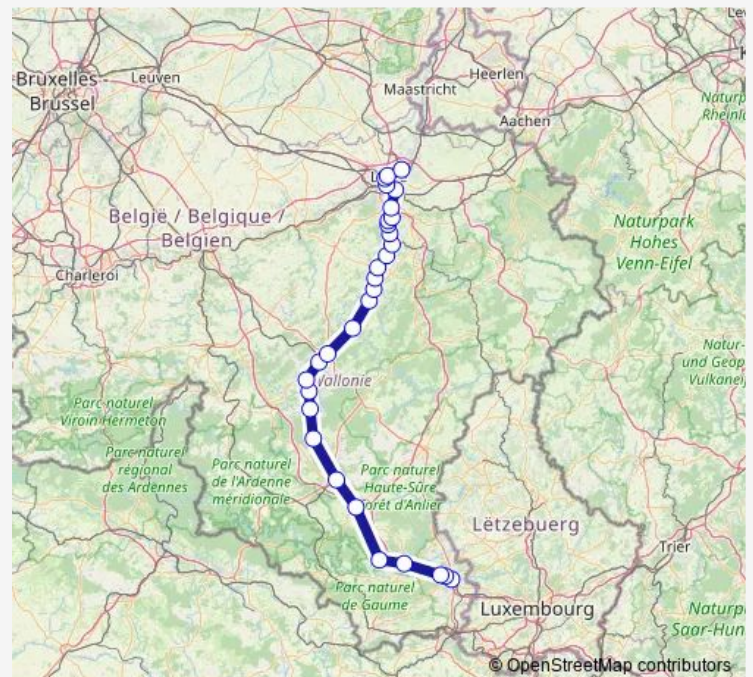 Le
Bruxelles -
Brussel
Leuven
Heerlen
Maastricht
Aachen
Naturp
Rheinl
L
België / Belgique /
Belgien
Naturpark
Hohes
Venn-Eifel
Charleroi
Natur-
und Geop
Vulkanei
Wallonie
Parc naturel
Viroin Hermeton
Parc naturel
régional
des Ardennes
Parc naturel
de l'Ardenne
méridionale
Parc naturel
Haute-Sûre
Forêt d'Anlier
Lëtzebuerg
Trier
Parc naturel
de Gaume
Luxembourg
Naturp
Saar-Hun
© OpenStreetMap contributors